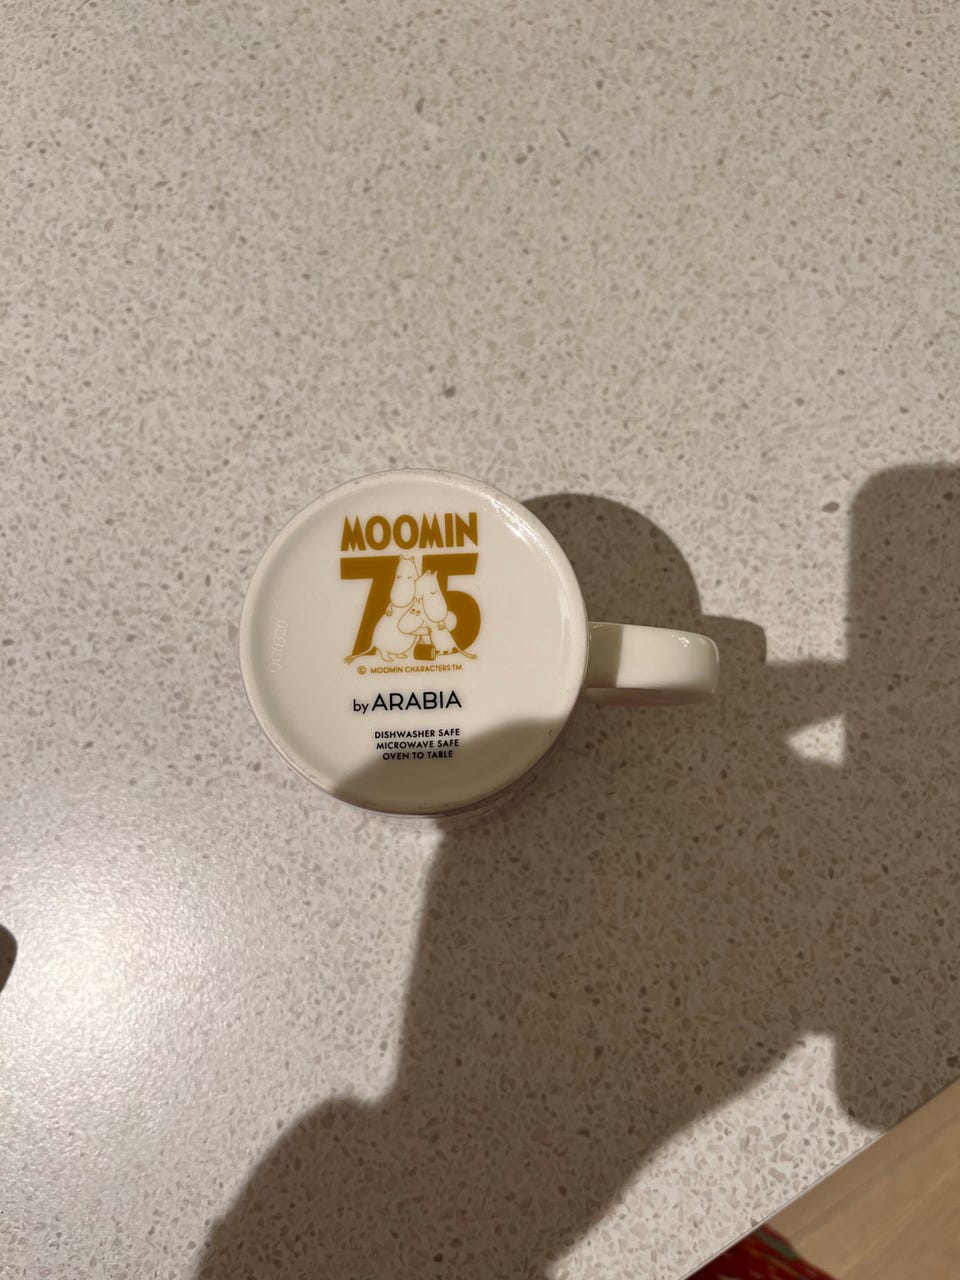 MOOMIN
75
© MOOMIN CHARACTERS TM
by ARABIA
DISHWASHER SAFE
MICROWAVE SAFE
OVEN TO TABLE